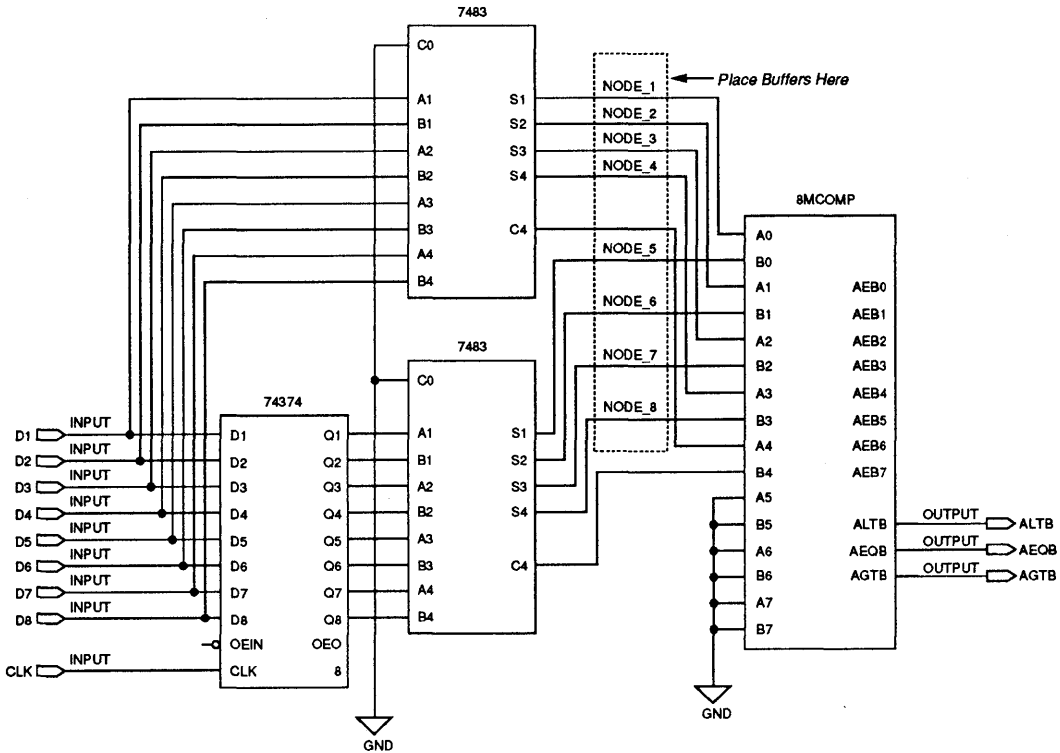 7483
C0
A1
B1
A2
B2
A3
B3
A4
B4
S1
S2
S3
S4
C4
NODE_1
NODE_2
NODE_3
NODE_4
NODE_5
NODE_6
NODE_7
NODE_8
Place Buffers Here
7483
C0
A1
B1
A2
B2
A3
B3
A4
B4
S1
S2
S3
S4
C4
74374
D1
D2
D3
D4
D5
D6
D7
D8
OEIN
CLK
Q1
Q2
Q3
Q4
Q5
Q6
Q7
Q8
OEO
8
D1 INPUT
D2 INPUT
D3 INPUT
D4 INPUT
D5 INPUT
D6 INPUT
D7 INPUT
D8 INPUT
CLK INPUT
GND
8MCOMP
A0
B0
A1
B1
A2
B2
A3
B3
A4
B4
A5
B5
A6
B6
A7
B7
AEB0
AEB1
AEB2
AEB3
AEB4
AEB5
AEB6
AEB7
ALTB
AEQB
AGTB
OUTPUT ALTB
OUTPUT AEQB
OUTPUT AGTB
GND